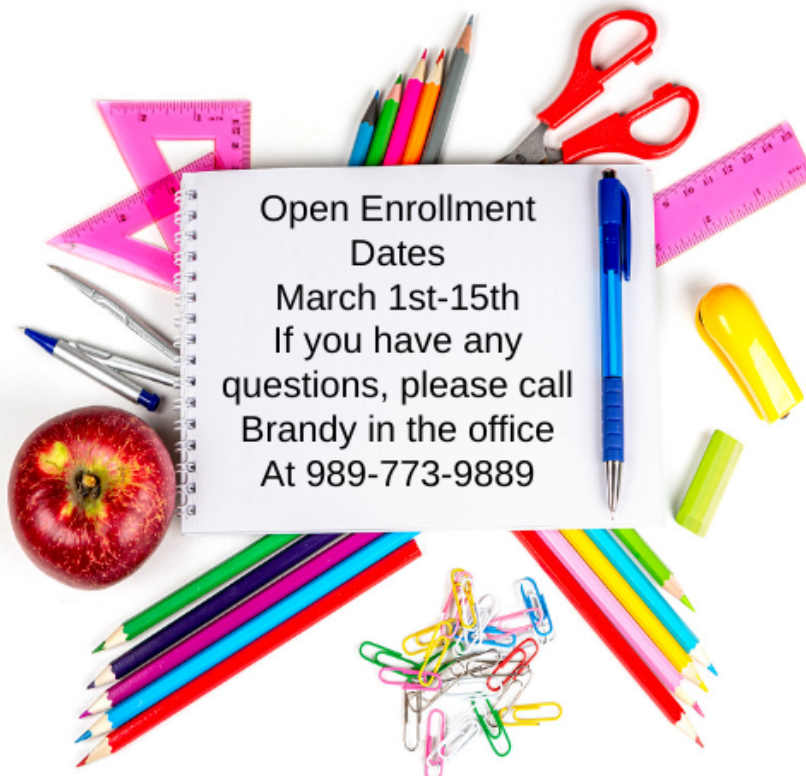 Open Enrollment
Dates
March 1st-15th
If you have any
questions, please call
Brandy in the office
At 989-773-9889